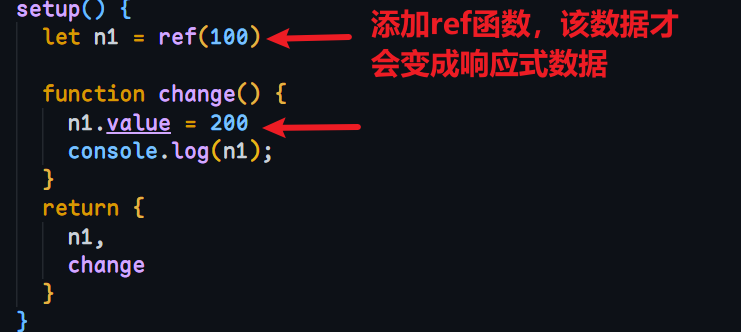 setup() {
let n1 = ref(100)
添加ref函数，该数据才
会变成响应式数据
function change() {
n1.value = 200
console.log(n1);
}
return {
n1,
change
}
}